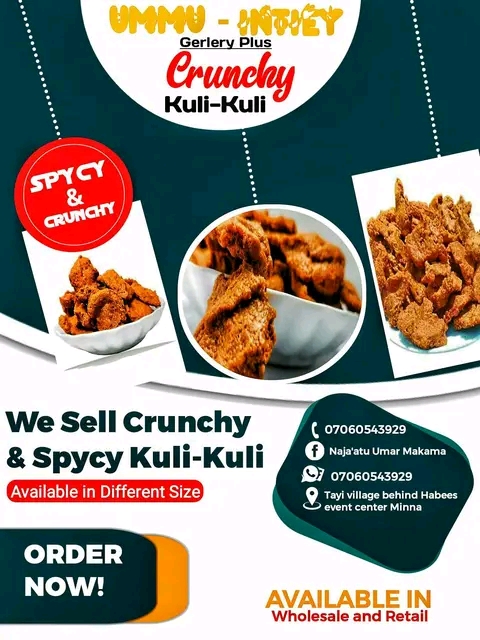 UMMU - INTIEY
Gerlery Plus
Crunchy
Kuli-Kuli
SPYCY
&
CRUNCHY
We Sell Crunchy
& Spycy Kuli-Kuli
Available in Different Size
07060543929
Naja'atu Umar Makama
07060543929
Tayi village behind Habees
event center Minna
ORDER
NOW!
AVAILABLE IN
Wholesale and Retail